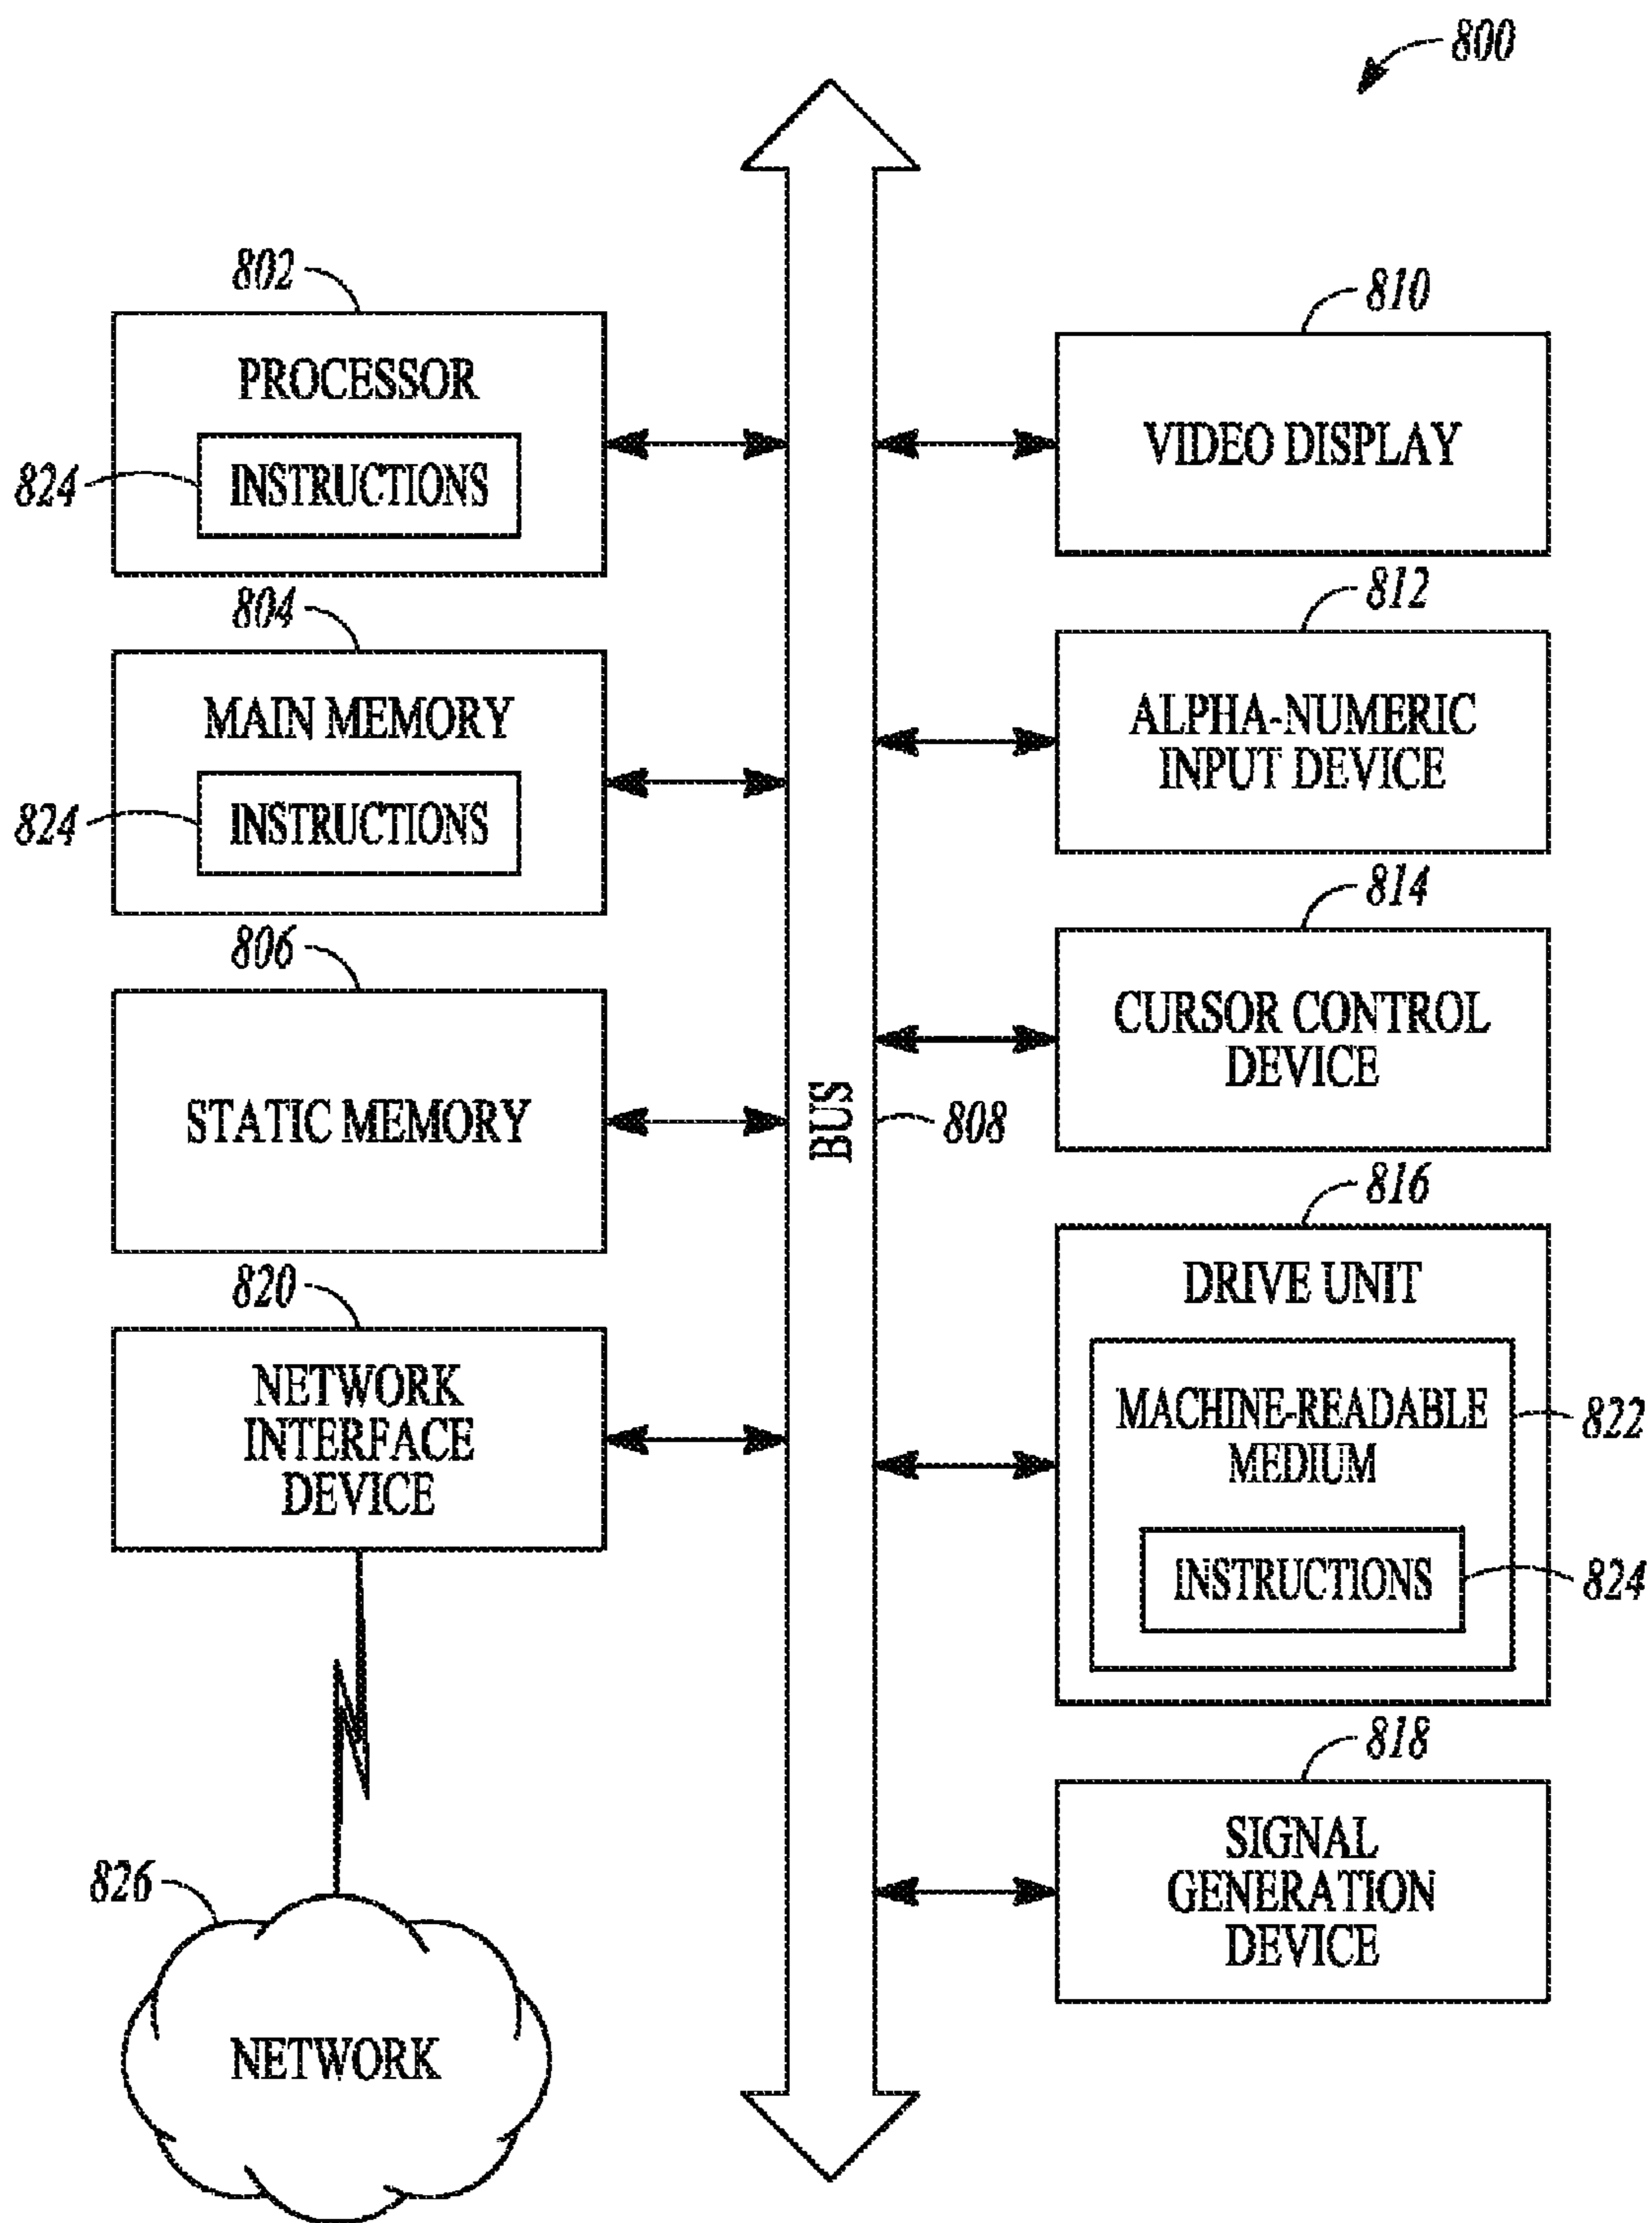 800
802
PROCESSOR
824
INSTRUCTIONS
804
MAIN MEMORY
824
INSTRUCTIONS
806
STATIC MEMORY
820
NETWORK
INTERFACE
DEVICE
826
NETWORK
BUS
808
810
VIDEO DISPLAY
812
ALPHA-NUMERIC
INPUT DEVICE
814
CURSOR CONTROL
DEVICE
816
DRIVE UNIT
MACHINE-READABLE
MEDIUM
822
INSTRUCTIONS
824
818
SIGNAL
GENERATION
DEVICE